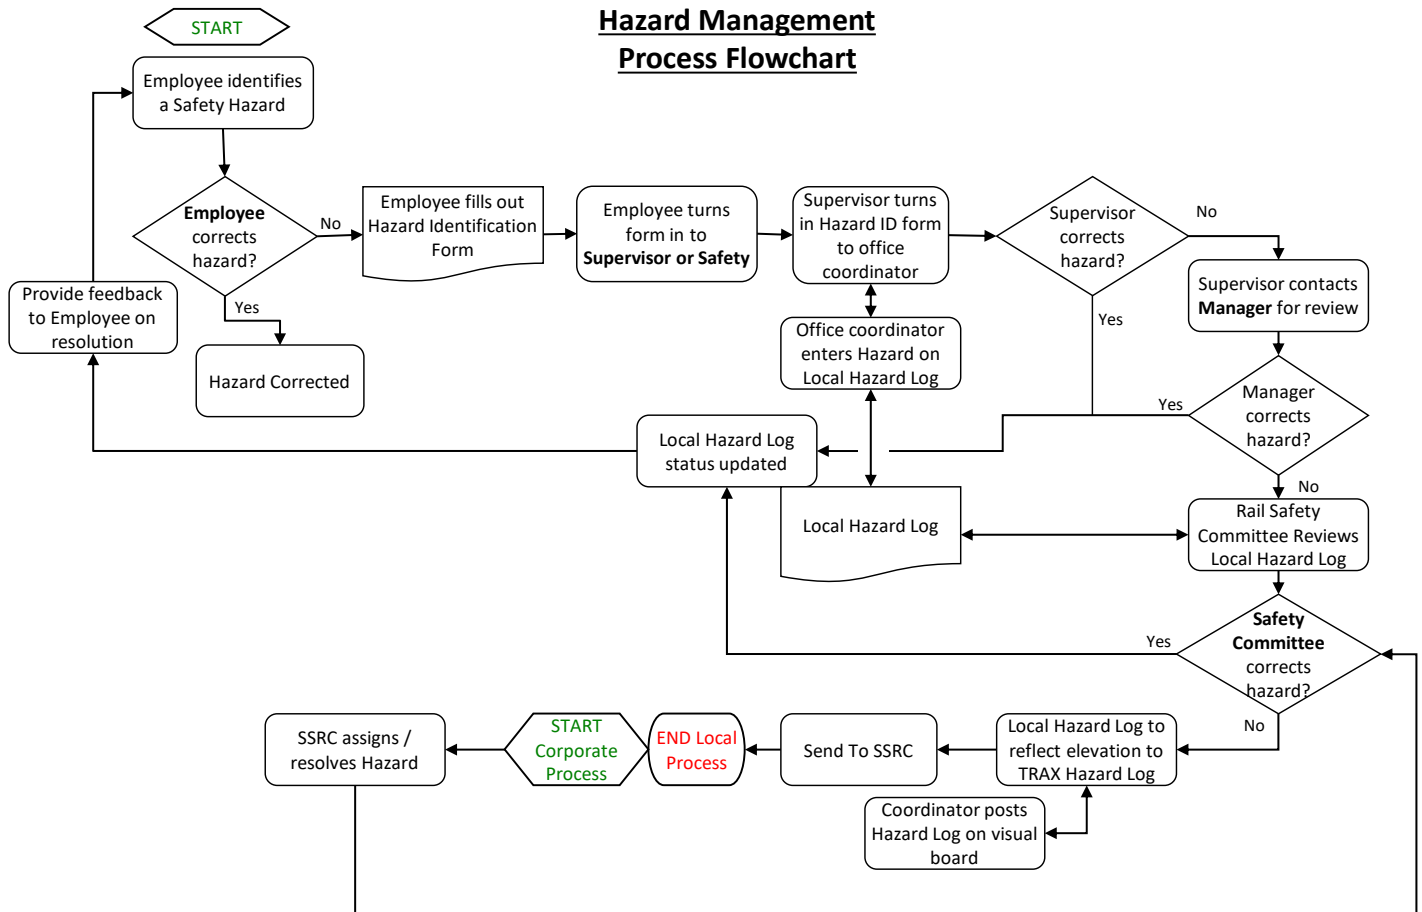 Hazard Management
Process Flowchart
START
Employee identifies
a Safety Hazard
Employee
corrects
hazard?
No
Yes
Hazard Corrected
Employee fills out
Hazard Identification
Form
Employee turns
form in to
Supervisor or Safety
Supervisor turns
in Hazard ID form
to office
coordinator
Supervisor
corrects
hazard?
No
Yes
Supervisor contacts
Manager for review
Office coordinator
enters Hazard on
Local Hazard Log
Manager
corrects
hazard?
Yes
No
Provide feedback
to Employee on
resolution
Local Hazard Log
status updated
Local Hazard Log
Rail Safety
Committee Reviews
Local Hazard Log
Safety
Committee
corrects
hazard?
Yes
No
Local Hazard Log to
reflect elevation to
TRAX Hazard Log
Coordinator posts
Hazard Log on visual
board
Send To SSRC
END Local
Process
START
Corporate
Process
SSRC assigns /
resolves Hazard